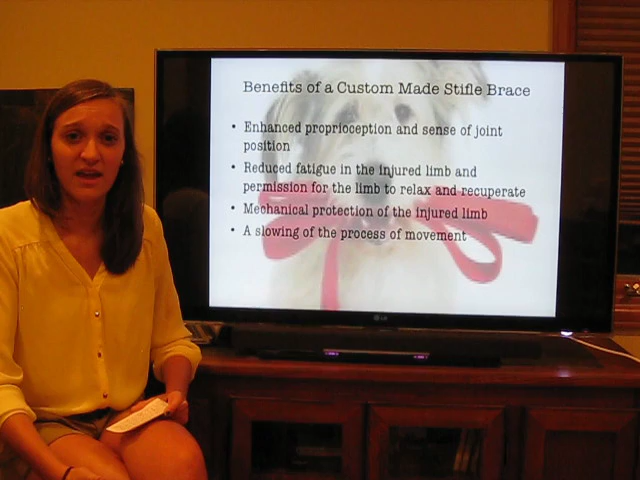 Benefits of a Custom Made Stifle Brace
• Enhanced proprioception and sense of joint
position
• Reduced fatigue in the injured limb and
permission for the limb to relax and recuperate
• Mechanical protection of the injured limb
• A slowing of the process of movement
LG